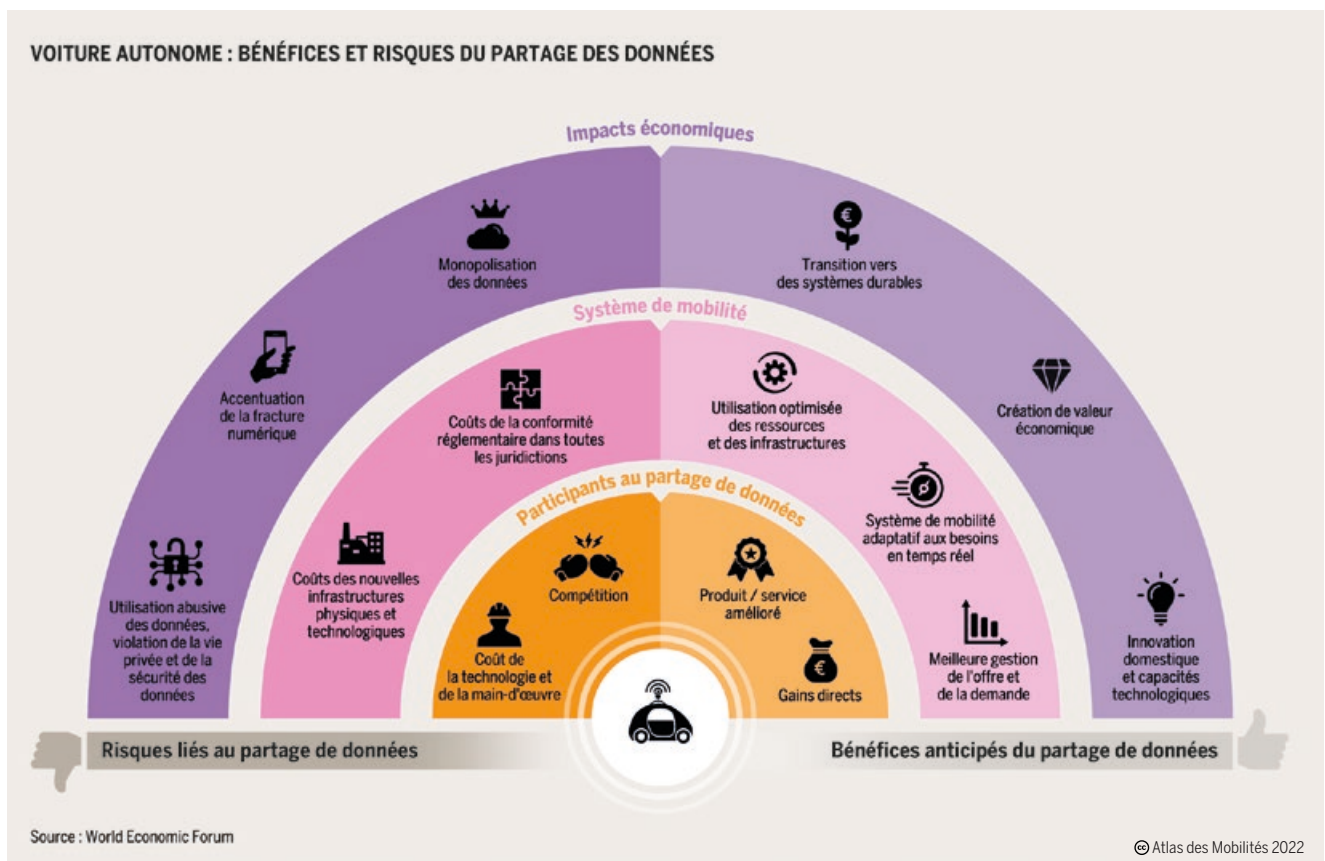 VOITURE AUTONOME : BÉNÉFICES ET RISQUES DU PARTAGE DES DONNÉES
Impacts économiques
Monopolisation
des données
Transition vers
des systèmes durables
Accentuation
de la fracture
numérique
Création de valeur
économique
Utilisation abusive
des données,
violation de la vie
privée et de la
sécurité des
données
Innovation
domestique
et capacités
technologiques
Système de mobilité
Coûts de la conformité
réglementaire dans toutes
les juridictions
Utilisation optimisée
des ressources
et des infrastructures
Coûts des nouvelles
infrastructures
physiques et
technologiques
Système de mobilité
adaptatif aux besoins
en temps réel
Meilleure gestion
de l'offre et
de la demande
Participants au partage de données
Compétition
Produit / service
amélioré
Coût de
la technologie et
de la main-d'œuvre
Gains directs
Risques liés au partage de données
Bénéfices anticipés du partage de données
Source : World Economic Forum
cc Atlas des Mobilités 2022